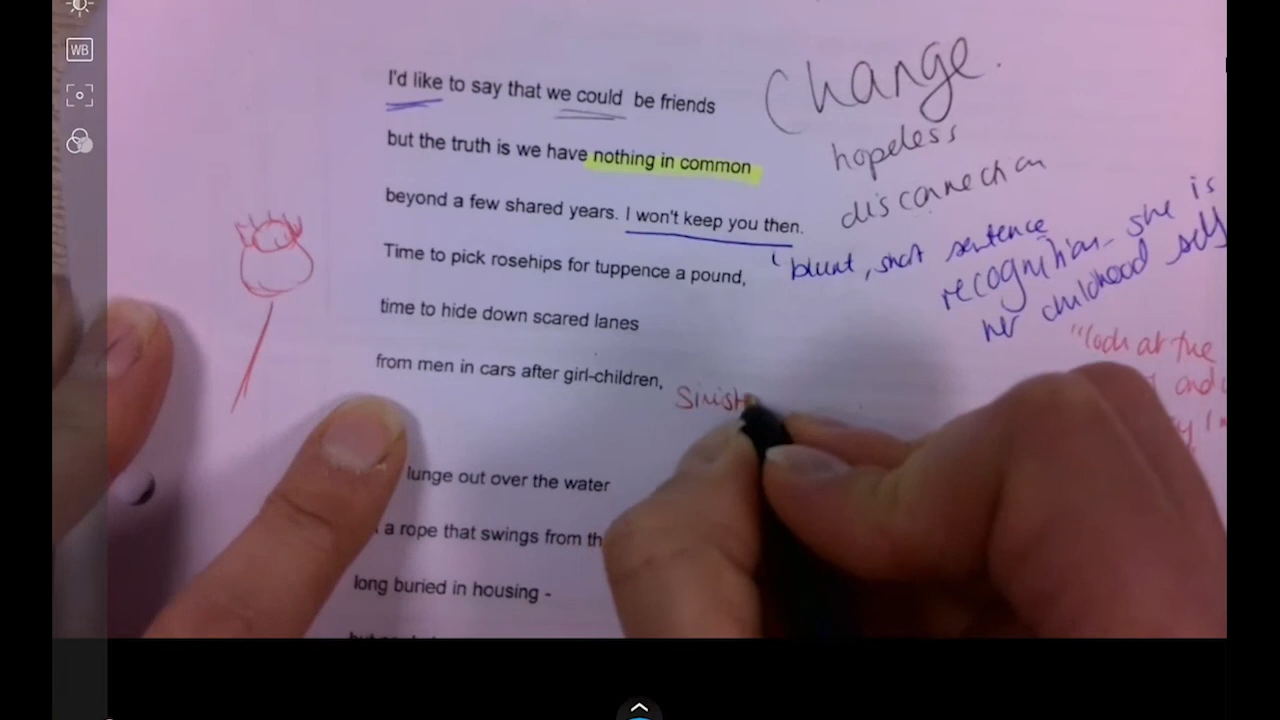 WB
I'd like to say that we could be friends
Change.
but the truth is we have nothing in common
hopeless
disconnection
beyond a few shared years. I won't keep you then.
blunt, short sentence
recognition - she is
her childhood self
Time to pick rosehips for tuppence a pound,
time to hide down scared lanes
"look at the
and
from men in cars after girl-children,
Sinist
lunge out over the water
a rope that swings from th
long buried in housing -